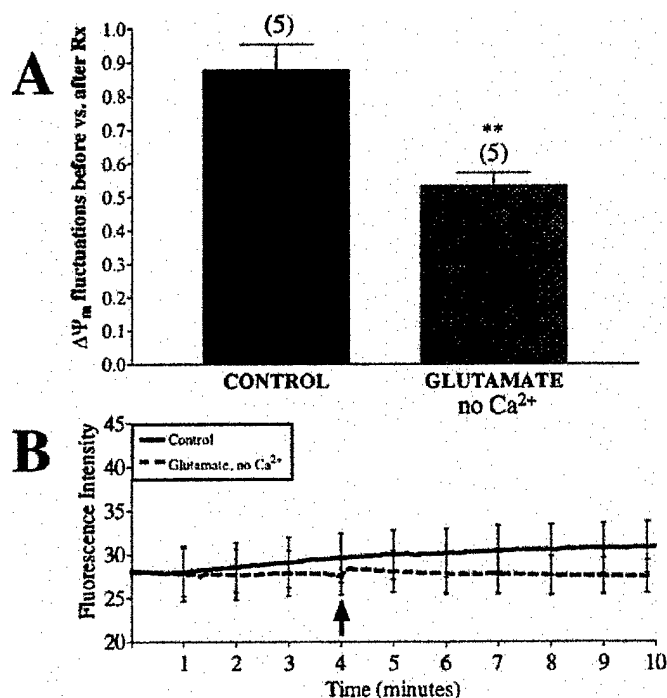 A
ΔΨm fluctuations before vs. after Rx
1.0
0.9
0.8
0.7
0.6
0.5
0.4
0.3
0.2
0.1
0.0
(5)
**
(5)
CONTROL
GLUTAMATE
no Ca2+
B
Fluorescence Intensity
45
40
35
30
25
20
Control
Glutamate, no Ca2+
1 2 3 4 5 6 7 8 9 10
Time (minutes)